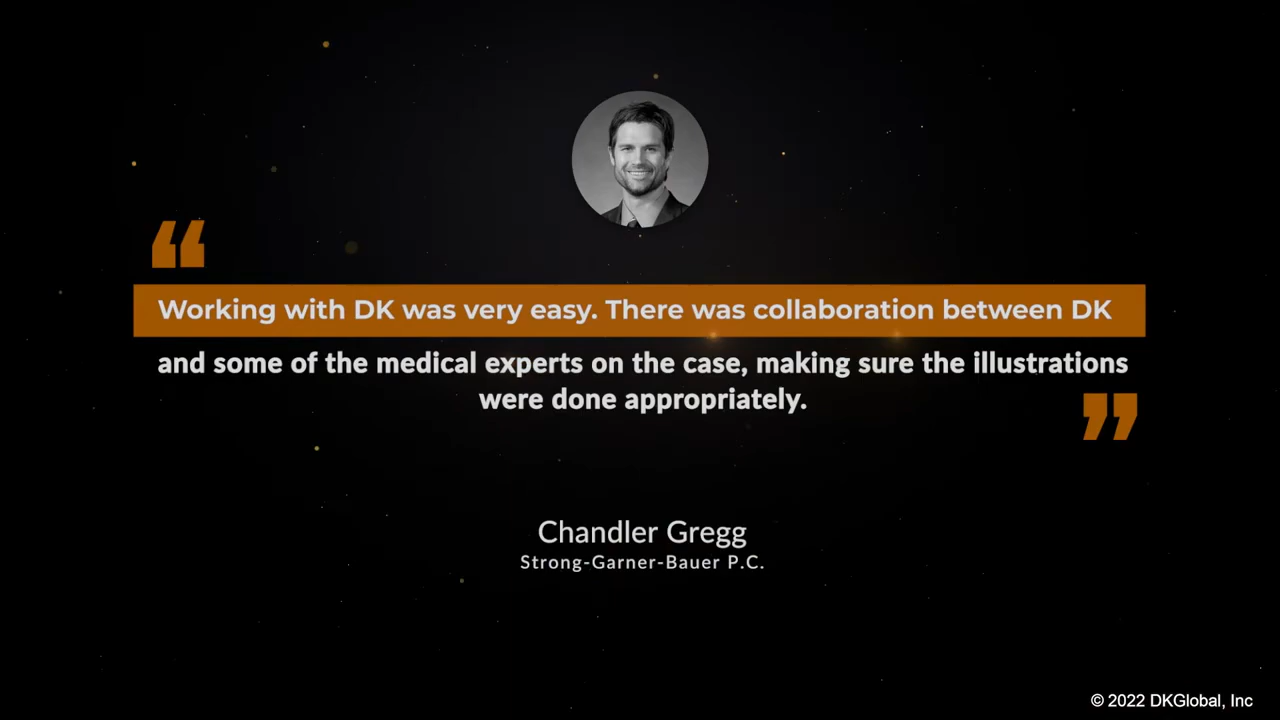 “
Working with DK was very easy. There was collaboration between DK
and some of the medical experts on the case, making sure the illustrations
were done appropriately.
”
Chandler Gregg
Strong-Garner-Bauer P.C.
© 2022 DKGlobal, Inc